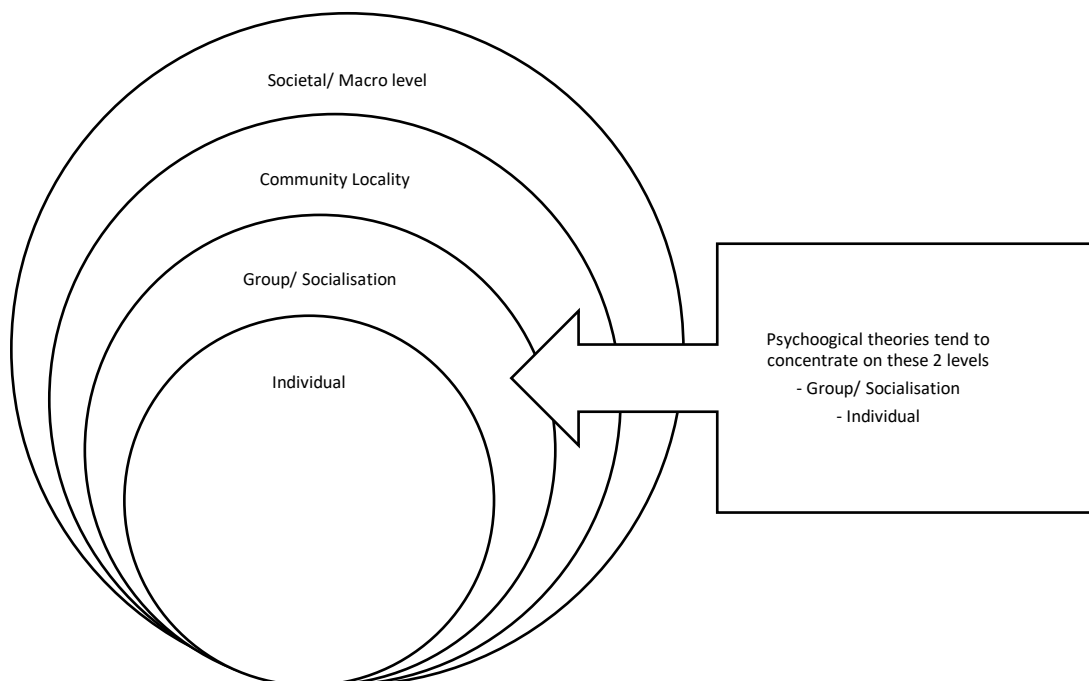 Societal/ Macro level
Community Locality
Group/ Socialisation
Individual
Psychoogical theories tend to
concentrate on these 2 levels
- Group/ Socialisation
- Individual